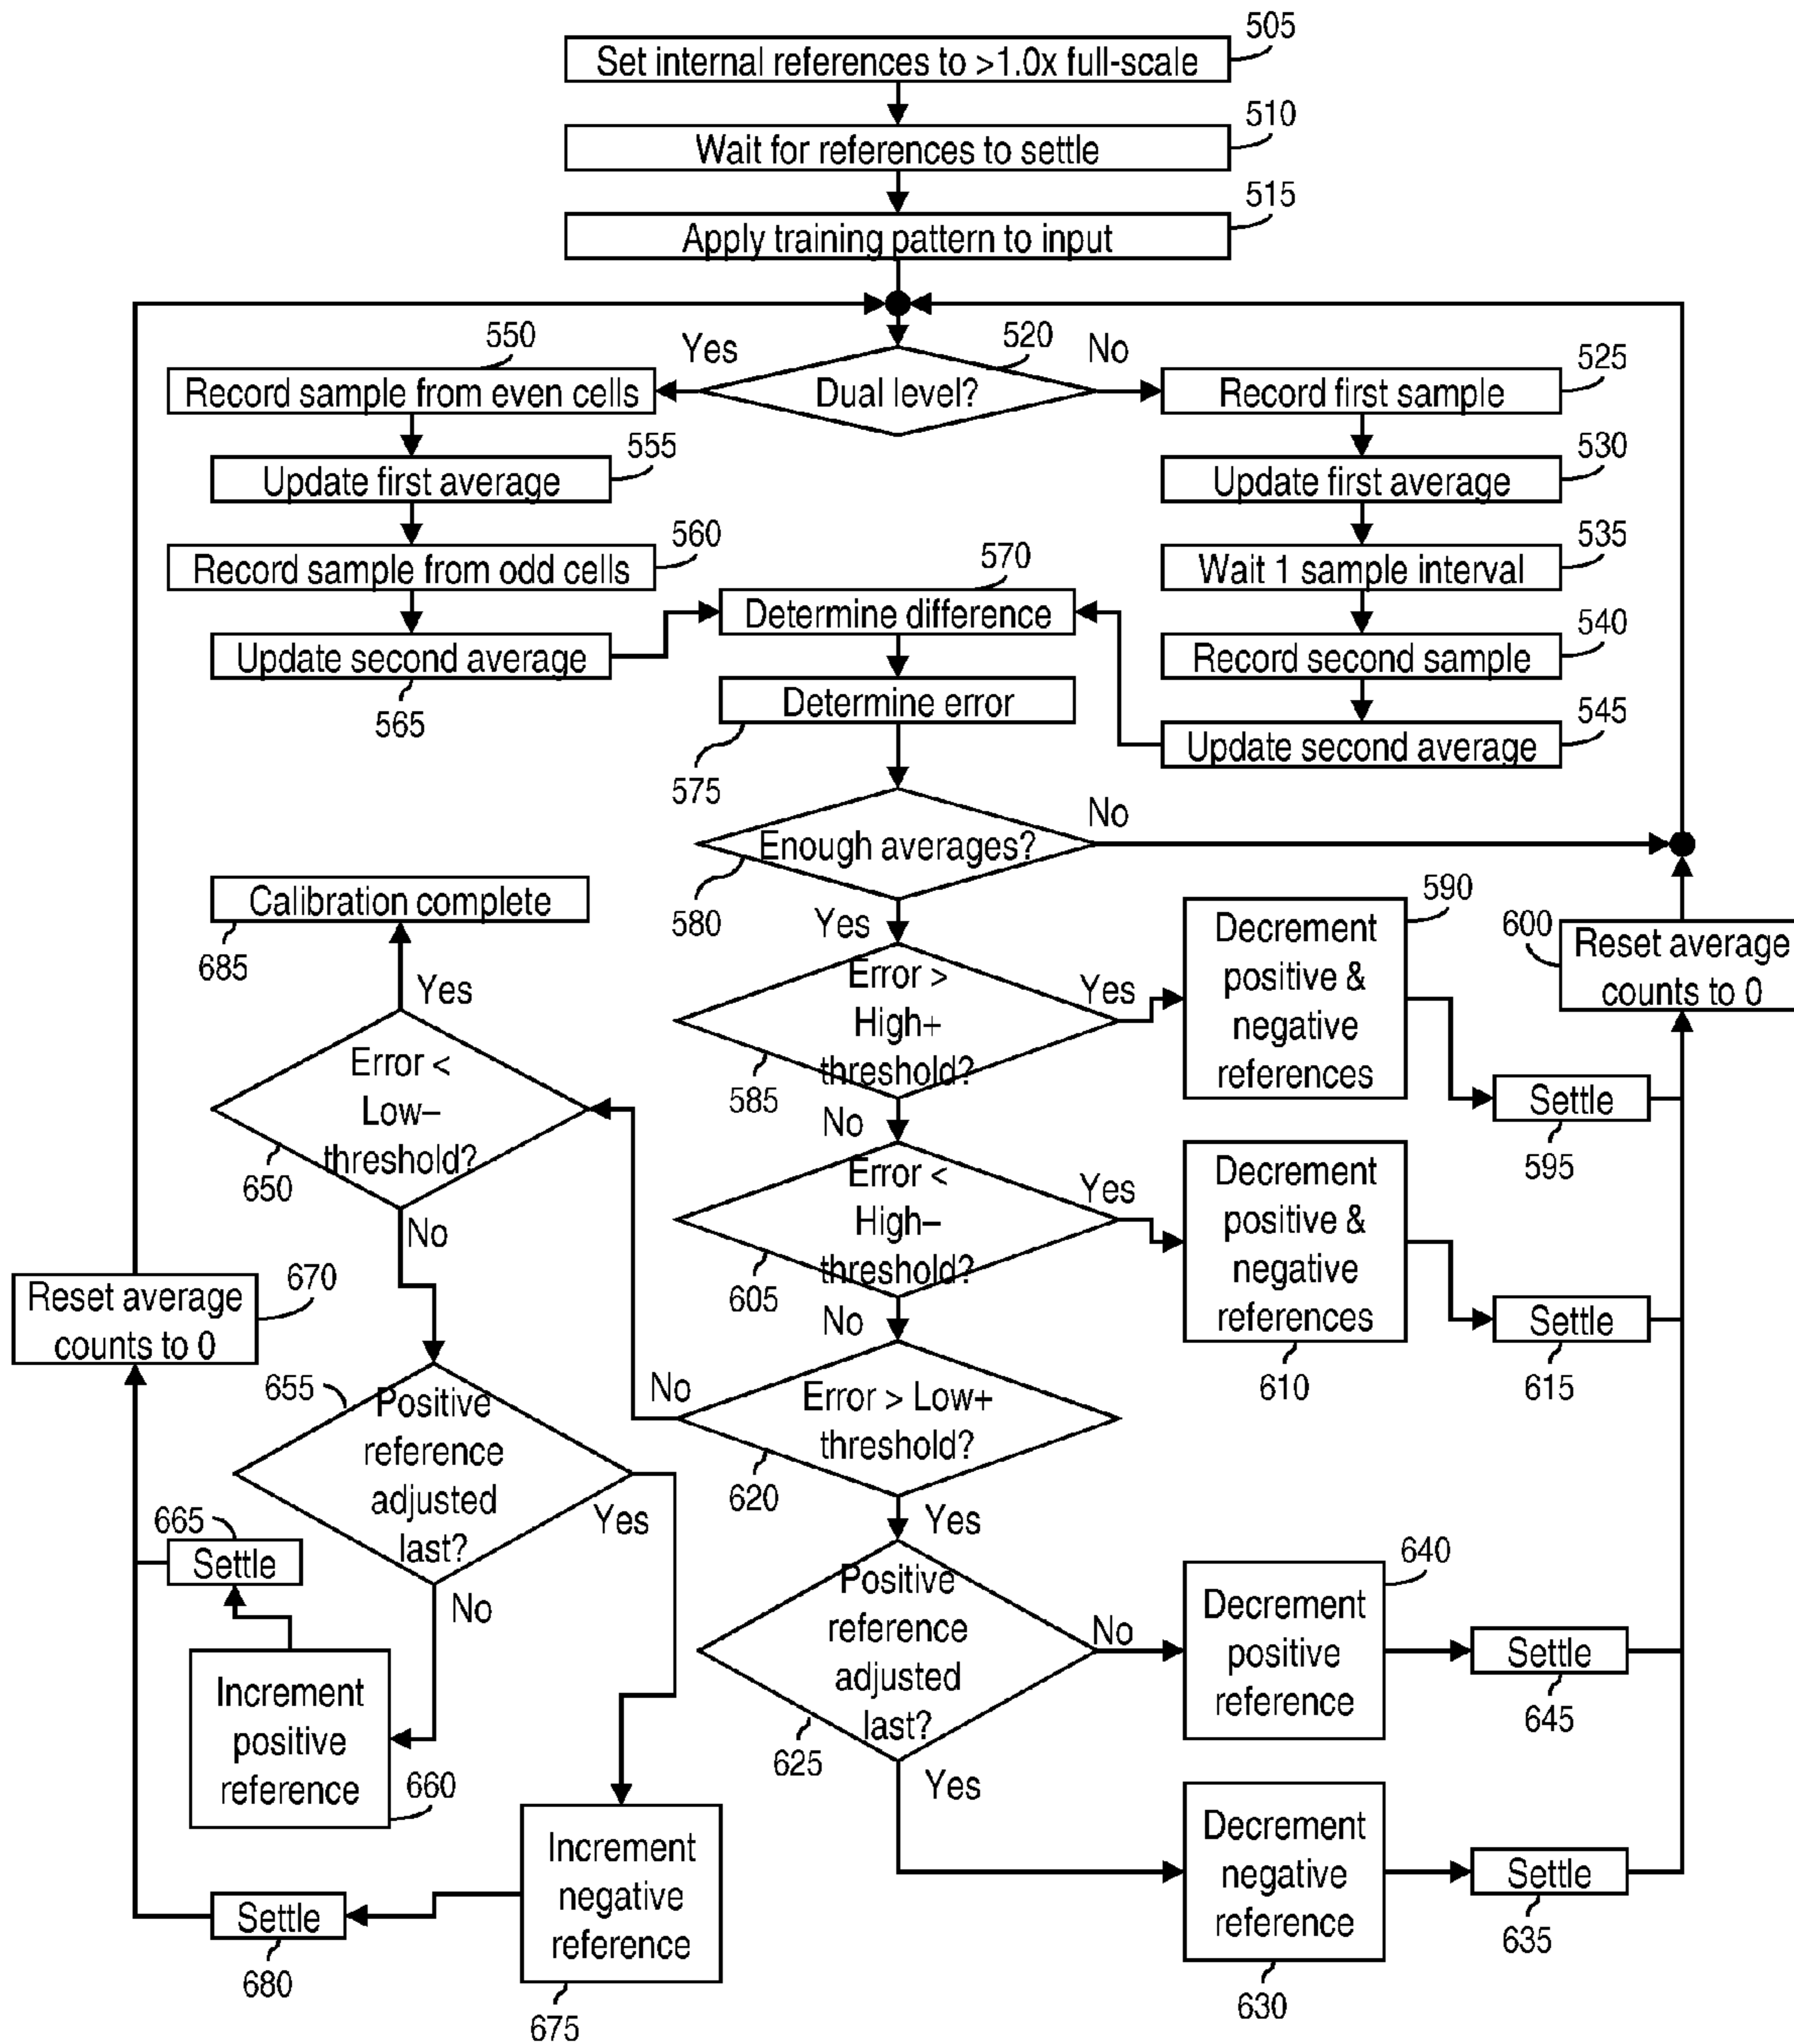 505
Set internal references to >1.0x full-scale
510
Wait for references to settle
515
Apply training pattern to input
550
Yes
520
No
525
Record sample from even cells
Dual level?
Record first sample
555
530
Update first average
Update first average
560
570
535
Record sample from odd cells
Wait 1 sample interval
Determine difference
540
Update second average
Record second sample
565
Determine error
545
Update second average
575
No
Enough averages?
580
Yes
Calibration complete
685
Yes
590
Decrement
positive &
negative
references
600
Reset average
counts to 0
Error >
High+
threshold?
Yes
585
No
Settle
595
Error <
Low–
threshold?
650
No
Error <
High–
threshold?
Yes
605
No
Decrement
positive &
negative
references
610
Settle
615
670
Reset average
counts to 0
655
Positive
reference
adjusted
last?
Yes
No
No
Error > Low+
threshold?
620
Yes
665
Settle
Increment
positive
reference
660
Positive
reference
adjusted
last?
625
No
Yes
640
Decrement
positive
reference
Settle
645
Increment
negative
reference
675
Settle
680
Decrement
negative
reference
630
Settle
635